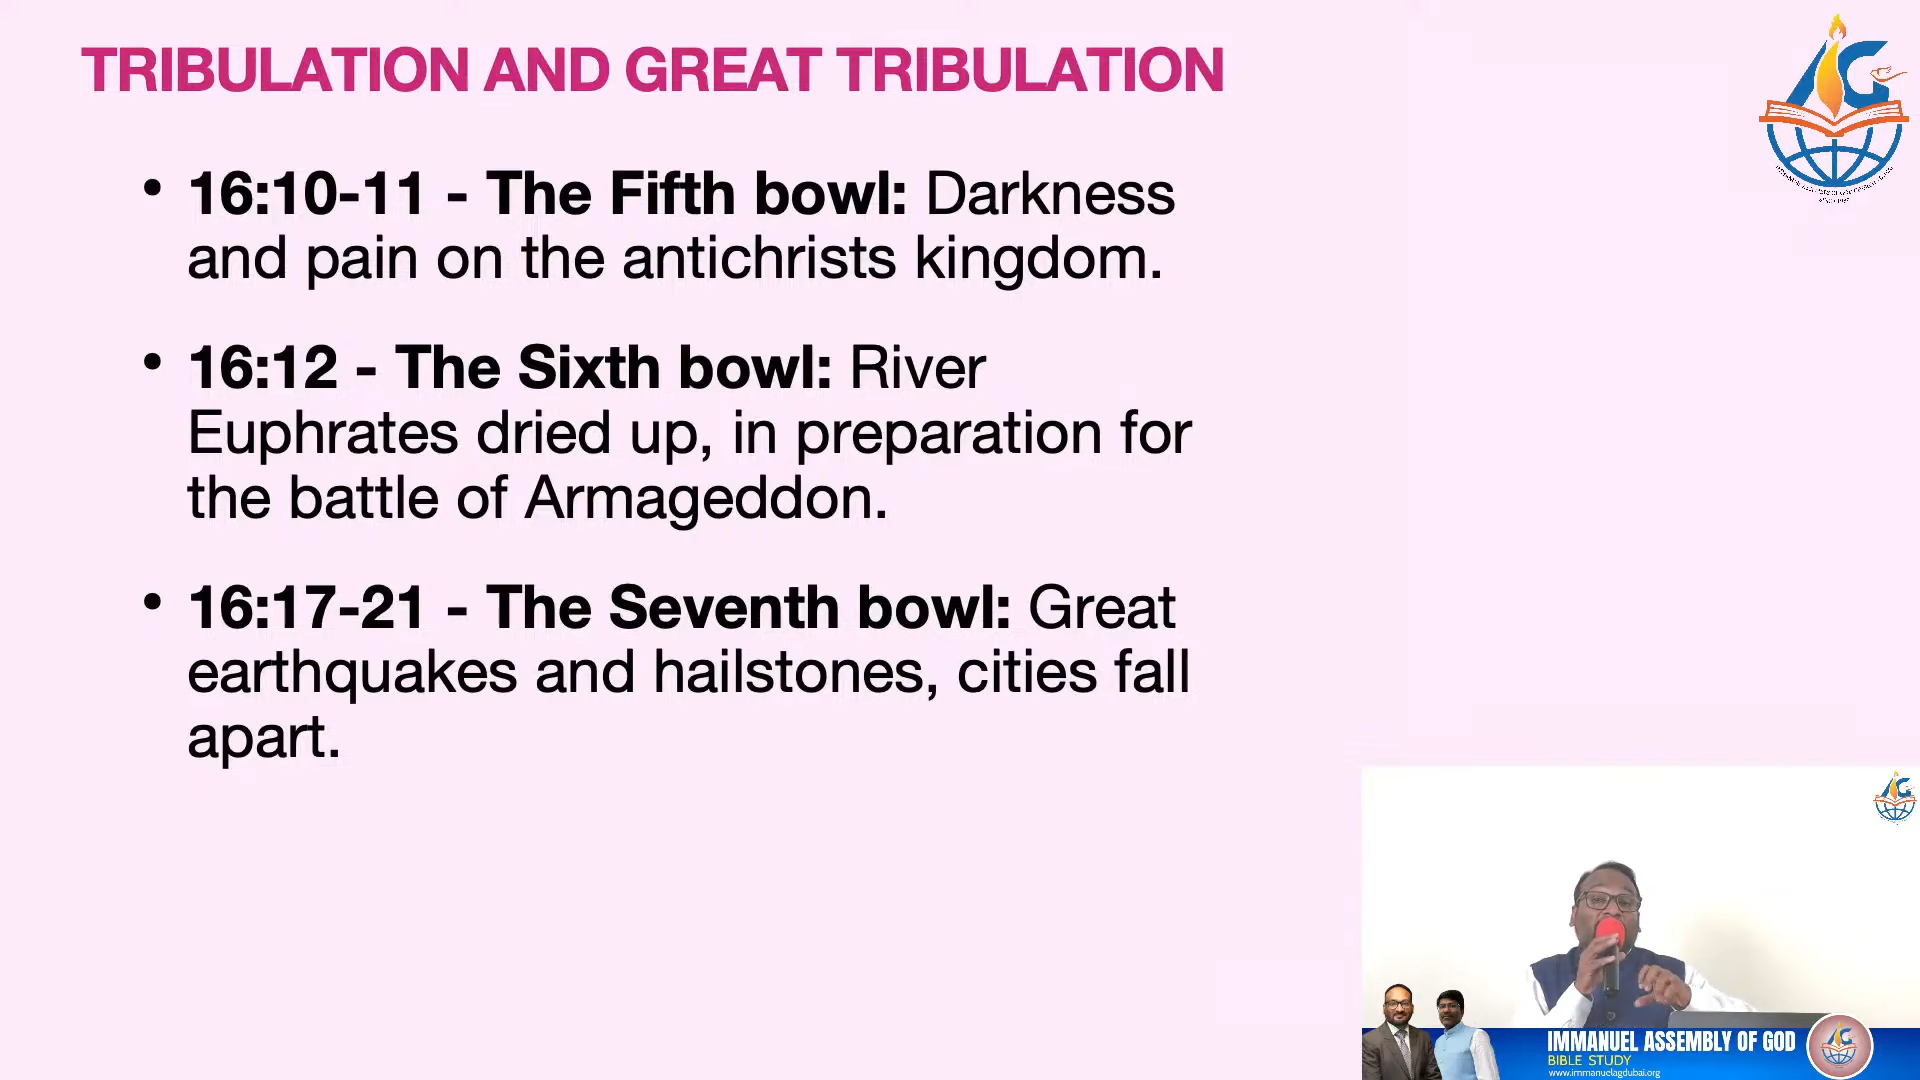 TRIBULATION AND GREAT TRIBULATION
• 16:10-11 - The Fifth bowl: Darkness
and pain on the antichrists kingdom.
• 16:12 - The Sixth bowl: River
Euphrates dried up, in preparation for
the battle of Armageddon.
• 16:17-21 - The Seventh bowl: Great
earthquakes and hailstones, cities fall
apart.
AG
AG
IMMANUEL ASSEMBLY OF GOD
BIBLE STUDY
www.immanuelagdubai.org